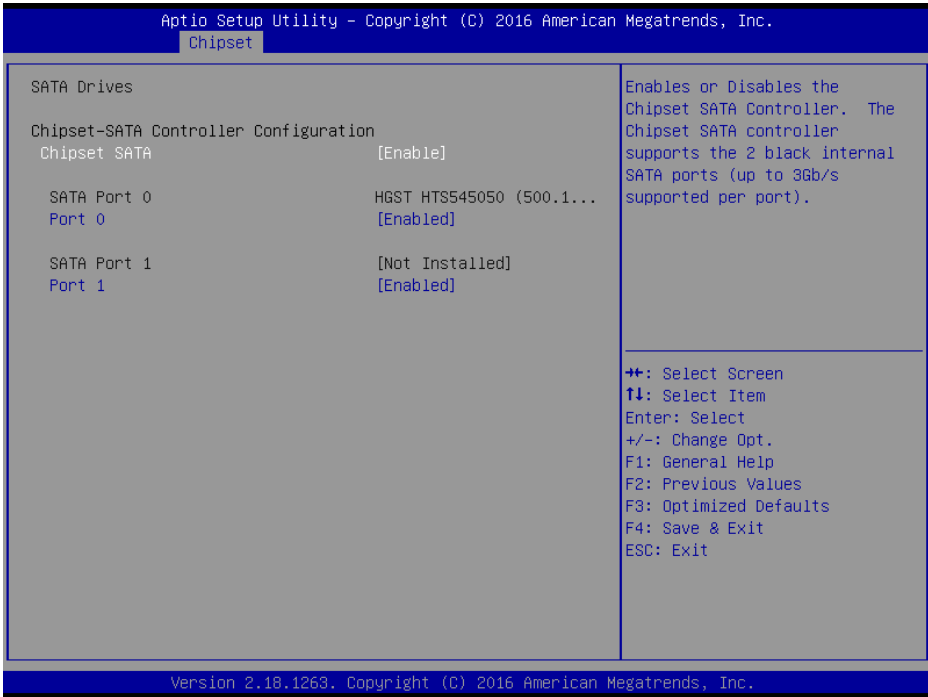 Aptio Setup Utility – Copyright (C) 2016 American Megatrends, Inc.
Chipset
SATA Drives
Chipset-SATA Controller Configuration
Chipset SATA [Enable]
SATA Port 0 HGST HTS545050 (500.1...
Port 0 [Enabled]
SATA Port 1 [Not Installed]
Port 1 [Enabled]
Enables or Disables the
Chipset SATA Controller. The
Chipset SATA controller
supports the 2 black internal
SATA ports (up to 3Gb/s
supported per port).
→←: Select Screen
↑↓: Select Item
Enter: Select
+/-: Change Opt.
F1: General Help
F2: Previous Values
F3: Optimized Defaults
F4: Save & Exit
ESC: Exit
Version 2.18.1263. Copyright (C) 2016 American Megatrends, Inc.